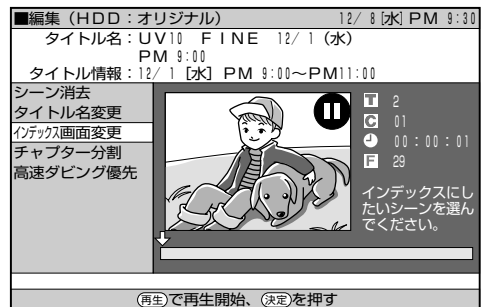 ■編集(HDD:オリジナル) 12/ 8 [水] PM 9:30
タイトル名:UV10 FINE 12/ 1 (水)
PM 9:00
タイトル情報:12/ 1 [水] PM 9:00～PM11:00
シーン消去
タイトル名変更
インデックス画面変更
チャプター分割
高速ダビング優先
T 2
C 01
00:00:01
F 29
インデックスにし
たいシーンを選ん
でください。
再生で再生開始、決定を押す